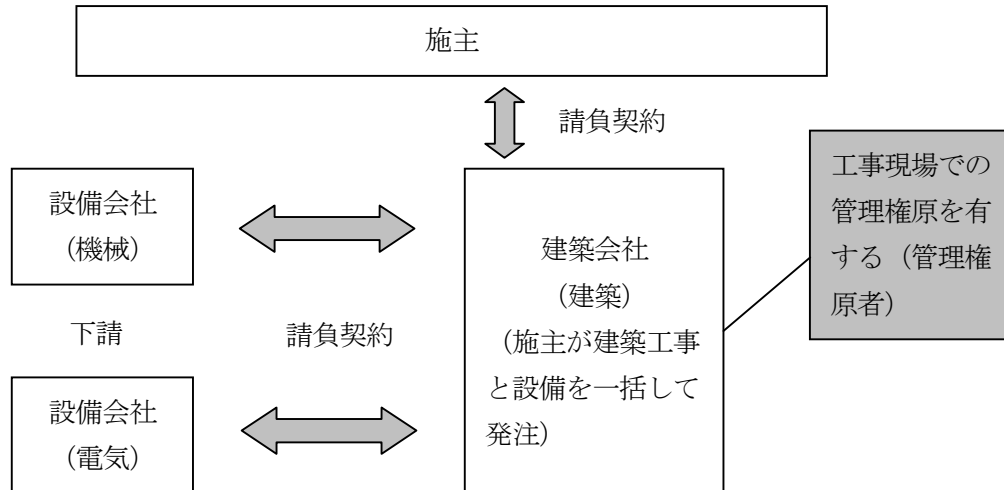 施主
請負契約
工事現場での
管理権原を有
する（管理権
原者）
設備会社
（機械）
建築会社
（建築）
（施主が建築工事
と設備を一括して
発注）
下請
請負契約
設備会社
（電気）